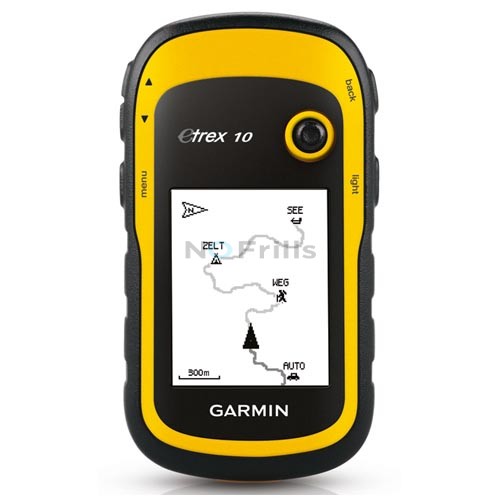 back
eTrex 10
menu
light
N
SEE
NoFrills
ZELT
WEG
AUTO
300m
GARMIN